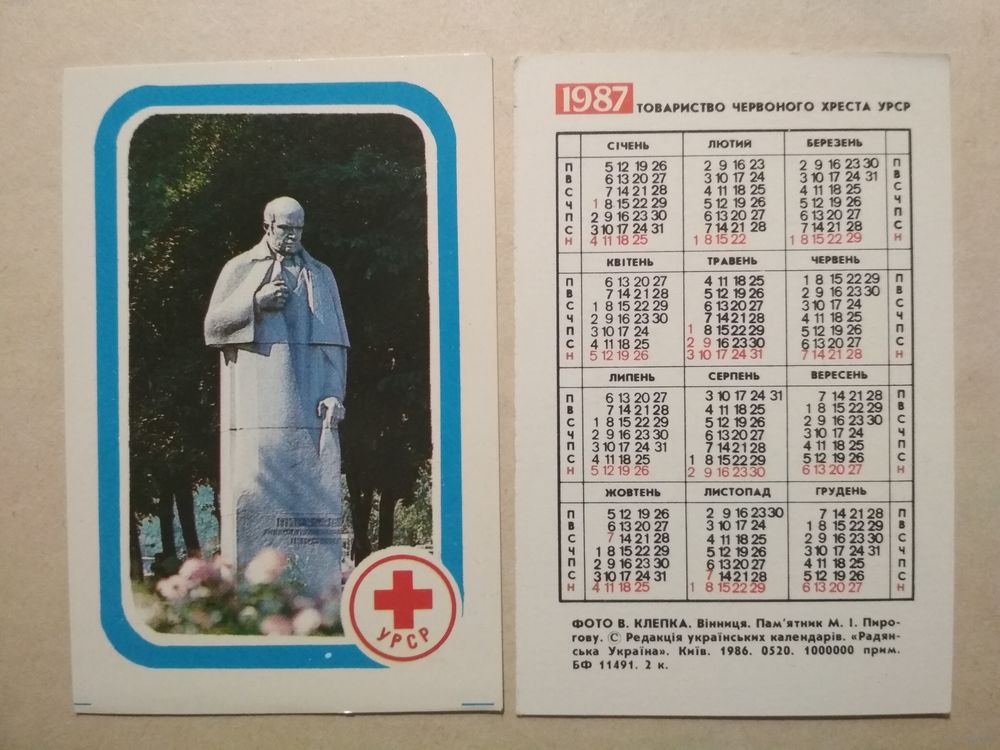 УРСР
1987 ТОВАРИСТВО ЧЕРВОНОГО ХРЕСТА УРСР
СІЧЕНЬ ЛЮТИЙ БЕРЕЗЕНЬ
П 5 12 19 26 2 9 16 23 2 9 16 23 30 П
В 6 13 20 27 3 10 17 24 3 10 17 24 31 В
С 7 14 21 28 4 11 18 25 4 11 18 25 С
Ч 1 8 15 22 29 5 12 19 26 5 12 19 26 Ч
П 2 9 16 23 30 6 13 20 27 6 13 20 27 П
С 3 10 17 24 31 7 14 21 28 7 14 21 28 С
Н 4 11 18 25 1 8 15 22 1 8 15 22 29 Н
КВІТЕНЬ ТРАВЕНЬ ЧЕРВЕНЬ
П 6 13 20 27 4 11 18 25 1 8 15 22 29 П
В 7 14 21 28 5 12 19 26 2 9 16 23 30 В
С 1 8 15 22 29 6 13 20 27 3 10 17 24 С
Ч 2 9 16 23 30 7 14 21 28 4 11 18 25 Ч
П 3 10 17 24 1 8 15 22 29 5 12 19 26 П
С 4 11 18 25 2 9 16 23 30 6 13 20 27 С
Н 5 12 19 26 3 10 17 24 31 7 14 21 28 Н
ЛИПЕНЬ СЕРПЕНЬ ВЕРЕСЕНЬ
П 6 13 20 27 3 10 17 24 31 7 14 21 28 П
В 7 14 21 28 4 11 18 25 1 8 15 22 29 В
С 1 8 15 22 29 5 12 19 26 2 9 16 23 30 С
Ч 2 9 16 23 30 6 13 20 27 3 10 17 24 Ч
П 3 10 17 24 31 7 14 21 28 4 11 18 25 П
С 4 11 18 25 1 8 15 22 29 5 12 19 26 С
Н 5 12 19 26 2 9 16 23 30 6 13 20 27 Н
ЖОВТЕНЬ ЛИСТОПАД ГРУДЕНЬ
П 5 12 19 26 2 9 16 23 30 7 14 21 28 П
В 6 13 20 27 3 10 17 24 1 8 15 22 29 В
С 7 14 21 28 4 11 18 25 2 9 16 23 30 С
Ч 1 8 15 22 29 5 12 19 26 3 10 17 24 31 Ч
П 2 9 16 23 30 6 13 20 27 4 11 18 25 П
С 3 10 17 24 31 7 14 21 28 5 12 19 26 С
Н 4 11 18 25 1 8 15 22 29 6 13 20 27 Н
ФОТО В. КЛЕПКА. Вінниця. Пам'ятник М. І. Пиро-
гову. © Редакція українських календарів. «Радян-
ська Україна». Київ. 1986. 0520. 1000000 прим.
БФ 11491. 2 к.